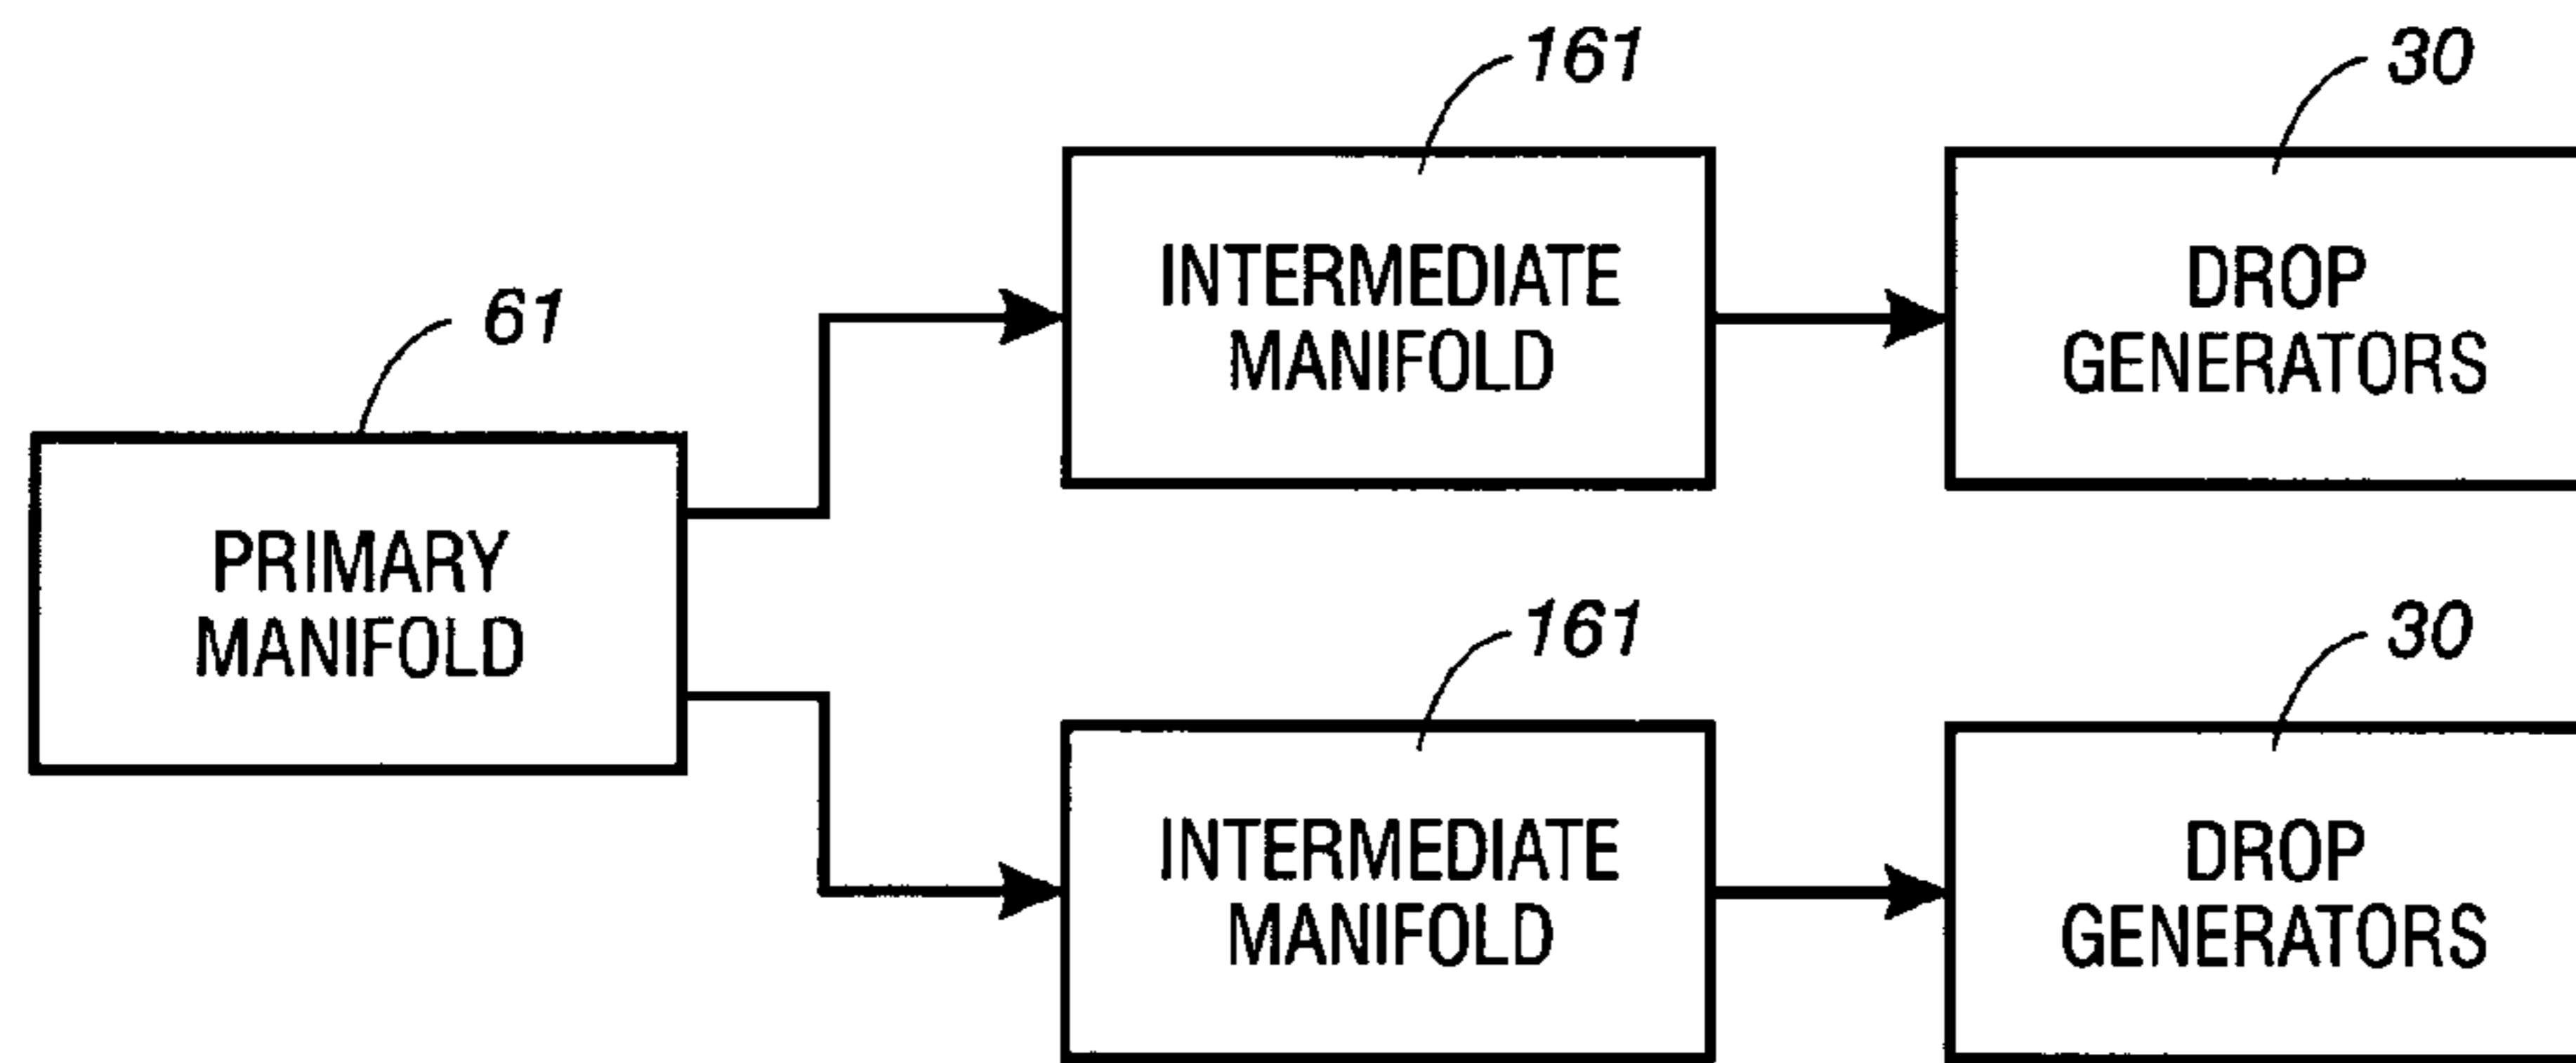 161
30
INTERMEDIATE
MANIFOLD
DROP
GENERATORS
61
PRIMARY
MANIFOLD
161
30
INTERMEDIATE
MANIFOLD
DROP
GENERATORS